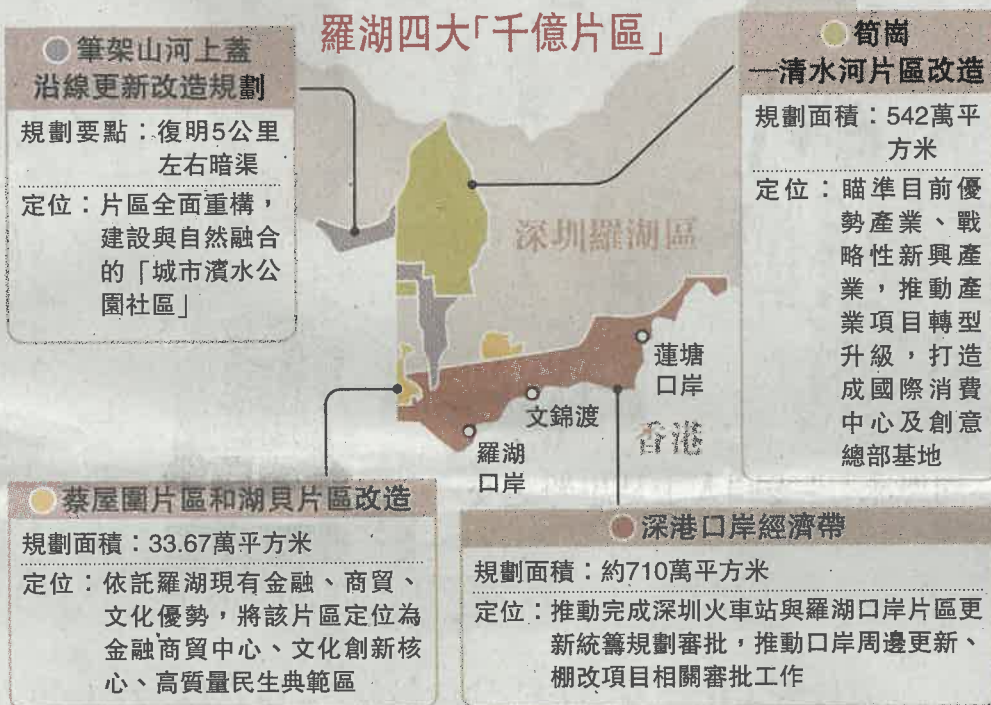 羅湖四大「千億片區」
筆架山河上蓋
沿線更新改造規劃
規劃要點：復明5公里
左右暗渠
定位：片區全面重構，
建設與自然融合
的「城市濱水公
園社區」
筍崗
—清水河片區改造
規劃面積：542萬平
方米
定位：瞄準目前優
勢產業、戰
略性新興產
業，推動產
業項目轉型
升級，打造
成國際消費
中心及創意
總部基地
深圳羅湖區
蓮塘
口岸
文錦渡
香港
羅湖
口岸
蔡屋圍片區和湖貝片區改造
規劃面積：33.67萬平方米
定位：依託羅湖現有金融、商貿、
文化優勢，將該片區定位為
金融商貿中心、文化創新核
心、高質量民生典範區
深港口岸經濟帶
規劃面積：約710萬平方米
定位：推動完成深圳火車站與羅湖口岸片區更
新統籌規劃審批，推動口岸周邊更新、
棚改項目相關審批工作